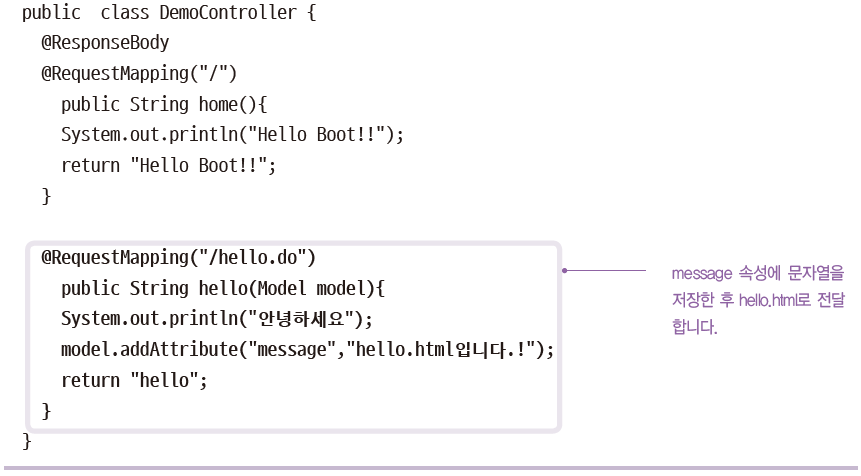 public  class DemoController {
@ResponseBody
@RequestMapping("/")
public String home(){
System.out.println("Hello Boot!!");
return "Hello Boot!!";
}
@RequestMapping("/hello.do")
public String hello(Model model){
System.out.println("안녕하세요");
model.addAttribute("message","hello.html입니다.!");
return "hello";
}
}
message 속성에 문자열을
저장한 후 hello.html로 전달
합니다.